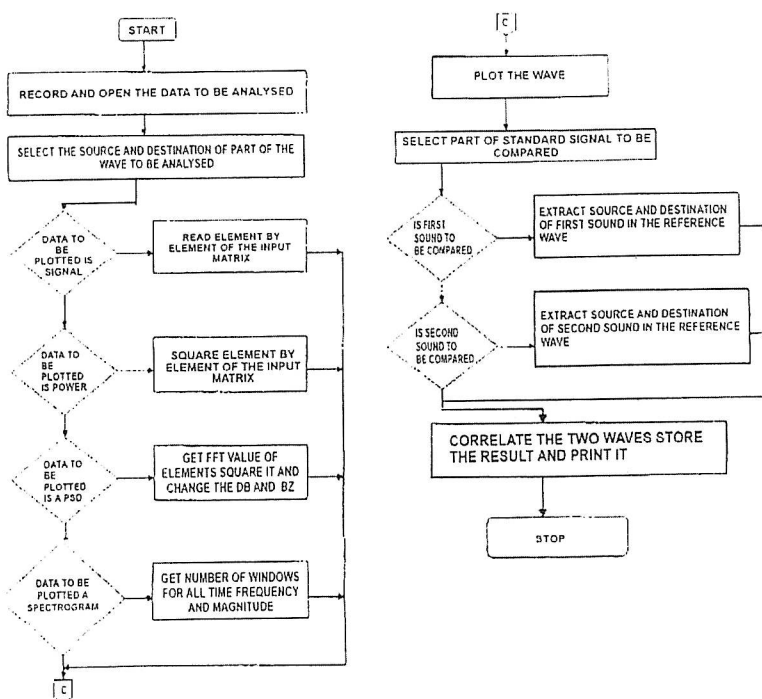 START
RECORD AND OPEN THE DATA TO BE ANALYSED
SELECT THE SOURCE AND DESTINATION OF PART OF THE
WAVE TO BE ANALYSED
DATA TO
BE
PLOTTED IS
SIGNAL
READ ELEMENT BY
ELEMENT OF THE INPUT
MATRIX
DATA TO
BE
PLOTTED
IS POWER
SQUARE ELEMENT BY
ELEMENT OF THE INPUT
MATRIX
DATA TO
BE
PLOTTED
IS A PSD
GET FFT VALUE OF
ELEMENTS SQUARE IT AND
CHANGE THE DB AND BZ
DATA TO BE
PLOTTED A
SPECTROGRAM
GET NUMBER OF WINDOWS
FOR ALL TIME FREQUENCY
AND MAGNITUDE
C
C
PLOT THE WAVE
SELECT PART OF STANDARD SIGNAL TO BE
COMPARED
IS FIRST
SOUND TO
BE COMPARED
EXTRACT SOURCE AND DESTINATION
OF FIRST SOUND IN THE REFERENCE
WAVE
IS SECOND
SOUND TO
BE COMPARED
EXTRACT SOURCE AND DESTINATION
OF SECOND SOUND IN THE REFERENCE
WAVE
CORRELATE THE TWO WAVES STORE
THE RESULT AND PRINT IT
STOP